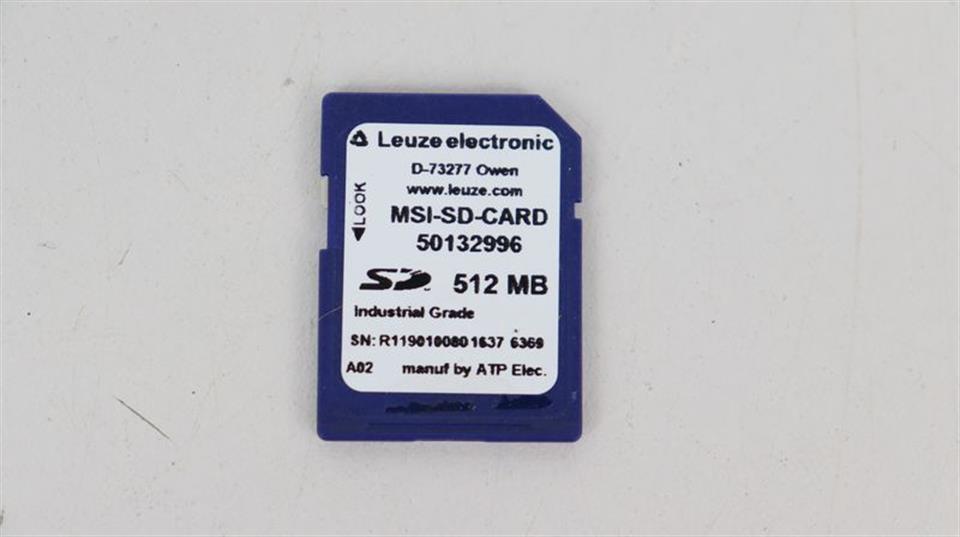 Leuze electronic
D-73277 Owen
www.leuze.com
◀LOOK
MSI-SD-CARD
50132996
SD 512 MB
Industrial Grade
SN: R1190100801637 6369
A02 manuf by ATP Elec.